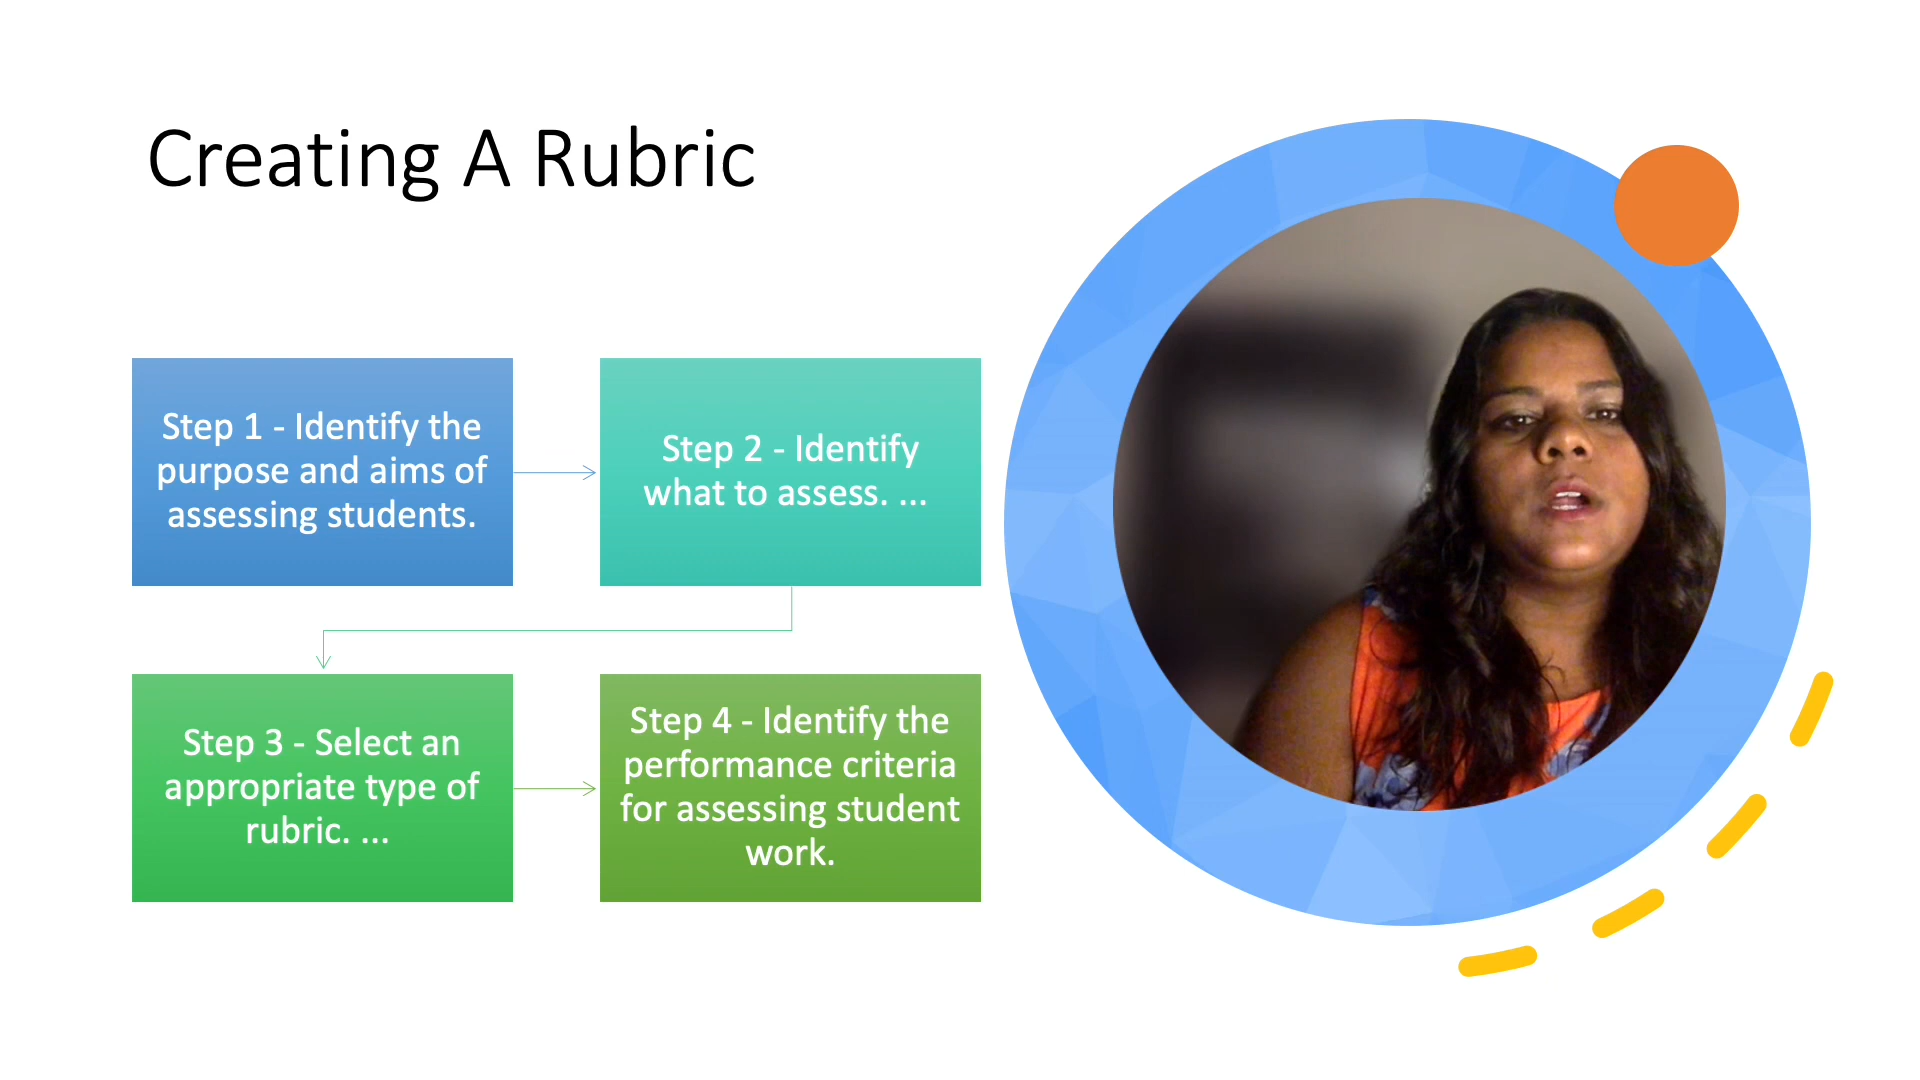 Creating A Rubric
Step 1 - Identify the
purpose and aims of
assessing students.
Step 2 - Identify
what to assess. ...
Step 3 - Select an
appropriate type of
rubric. ...
Step 4 - Identify the
performance criteria
for assessing student
work.